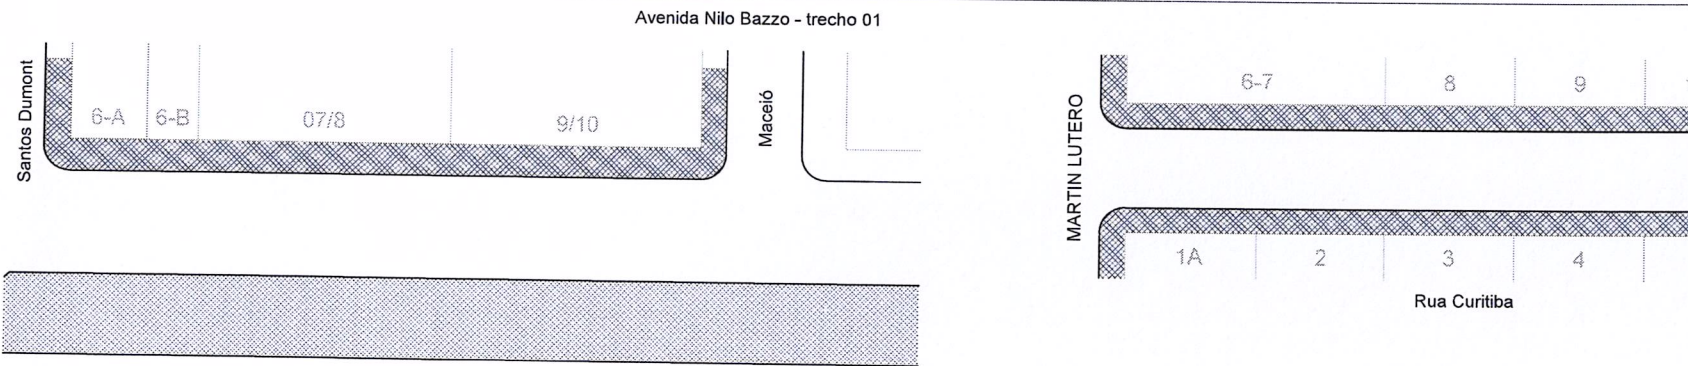 Avenida Nilo Bazzo - trecho 01
Santos Dumont
6-A
6-B
07/8
9/10
Maceió
MARTIN LUTERO
6-7
8
9
1A
2
3
4
Rua Curitiba